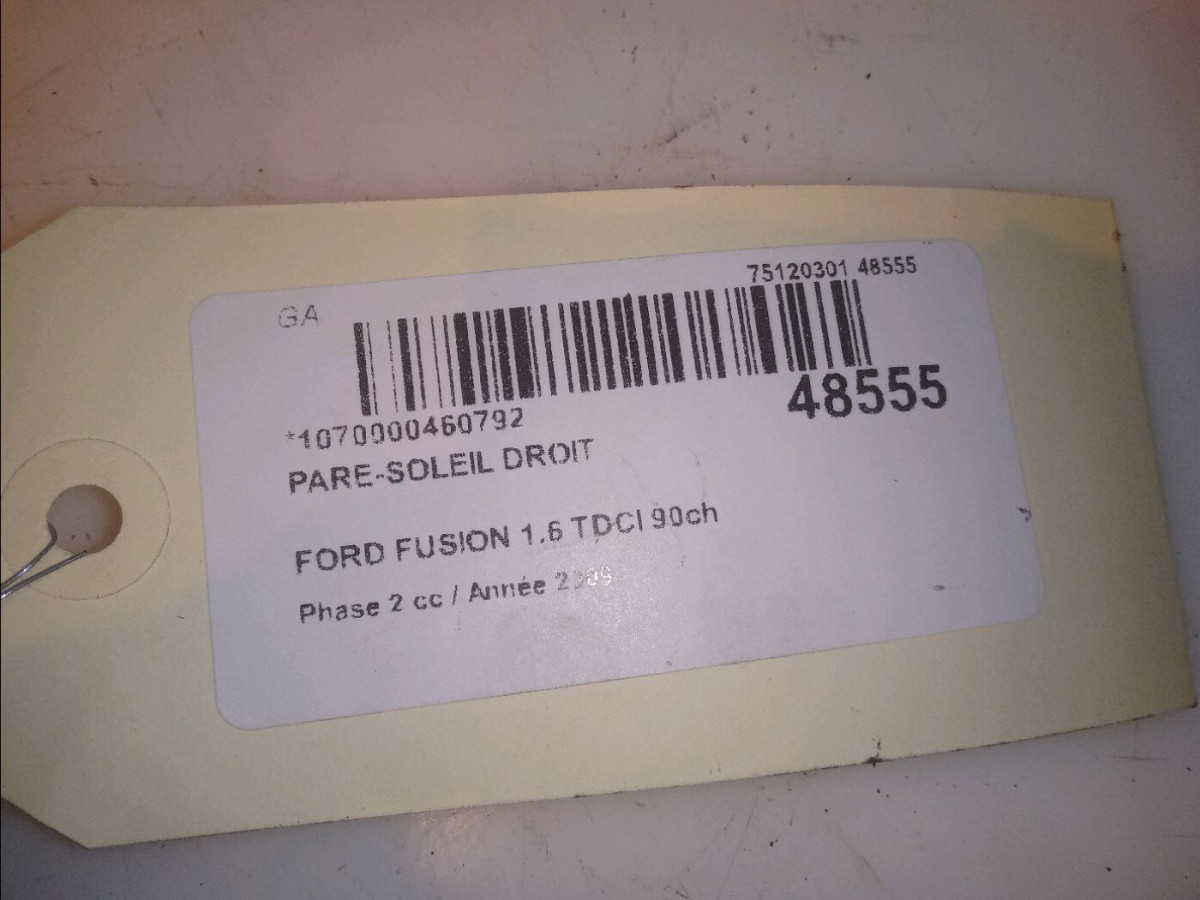 75120301 48555
GA
48555
*1070000460792
PARE-SOLEIL DROIT
FORD FUSION 1.6 TDCI 90ch
Phase 2 cc / Année